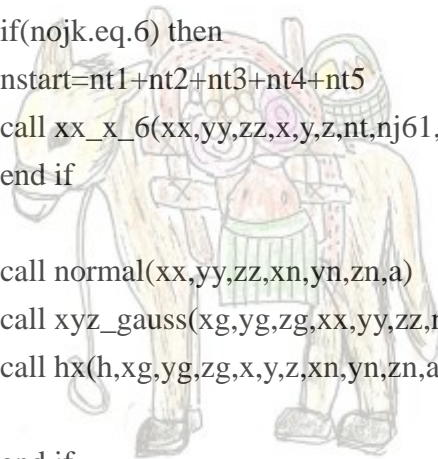 if(nojk.eq.6) then
nstart=nt1+nt2+nt3+nt4+nt5
call xx_x_6(xx,yy,zz,x,y,z,nt,nj61,
end if
call normal(xx,yy,zz,xn,yn,zn,a)
call xyz_gauss(xg,yg,zg,xx,yy,zz,
call hx(h,xg,yg,zg,x,y,z,xn,yn,zn,a